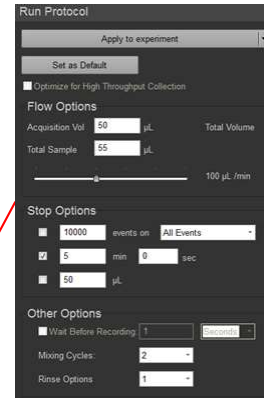 Run Protocol
Apply to experiment
Set as Default
Optimize for High Throughput Collection
Flow Options
Acquisition Vol 50 µL Total Volume
Total Sample 55 µL
100 µL /min
Stop Options
10000 events on All Events
5 min 0 sec
50 µL
Other Options
Wait Before Recording: 1 Seconds
Mixing Cycles: 2
Rinse Options 1